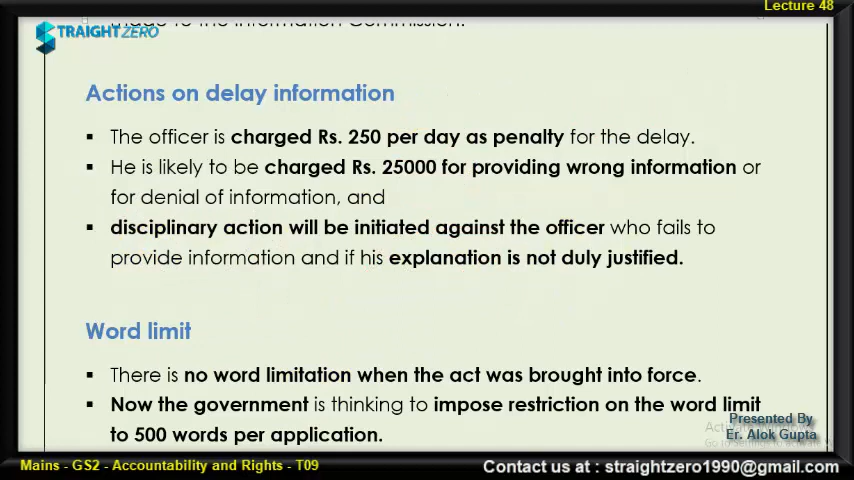 Lecture 48
made to the Information Commission.
STRAIGHTZERO
Actions on delay information
▪ The officer is charged Rs. 250 per day as penalty for the delay.
▪ He is likely to be charged Rs. 25000 for providing wrong information or
for denial of information, and
▪ disciplinary action will be initiated against the officer who fails to
provide information and if his explanation is not duly justified.
Word limit
▪ There is no word limitation when the act was brought into force.
▪ Now the government is thinking to impose restriction on the word limit
to 500 words per application.
Presented By
Er. Alok Gupta
Mains - GS2 - Accountability and Rights - T09
Contact us at : straightzero1990@gmail.com